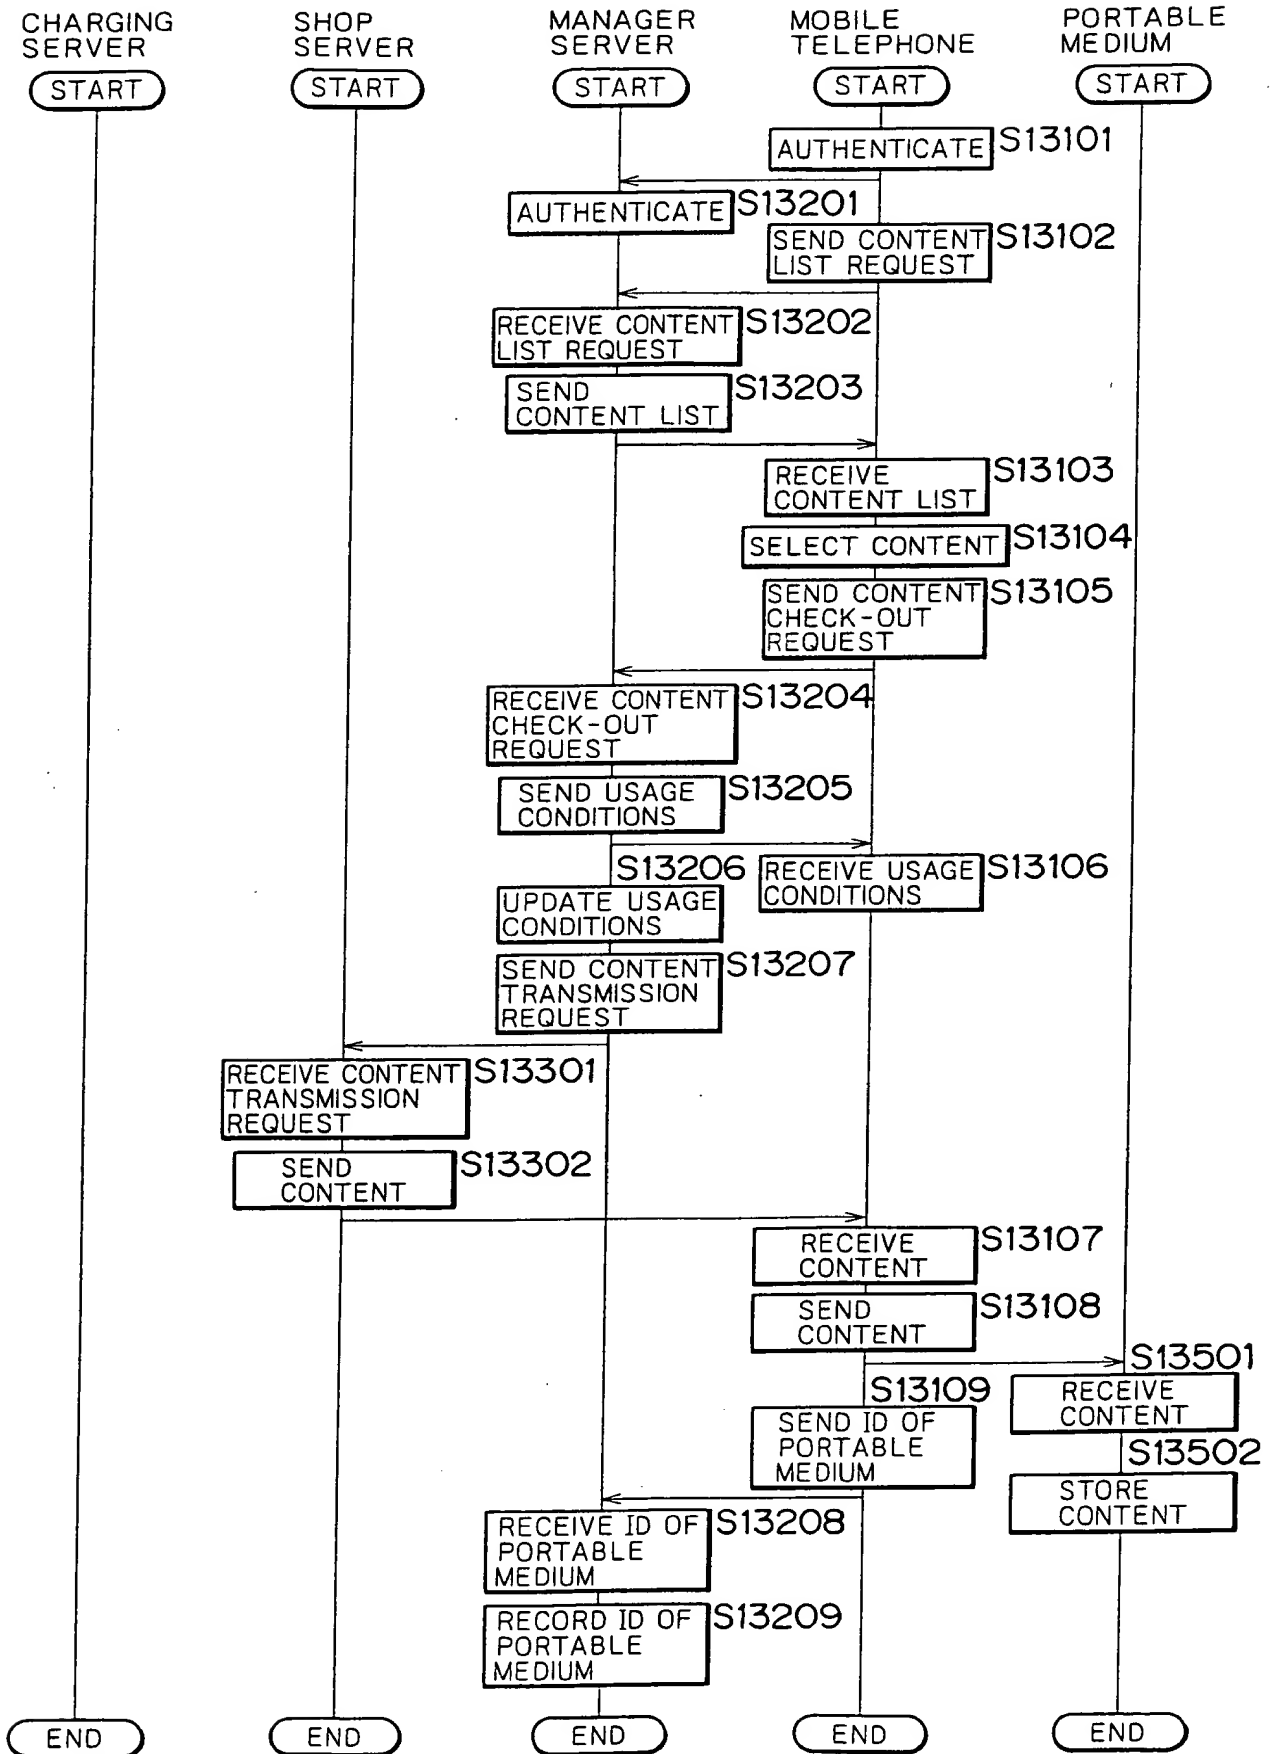 CHARGING
SERVER
SHOP
SERVER
MANAGER
SERVER
MOBILE
TELEPHONE
PORTABLE
MEDIUM
START
START
START
START
START
AUTHENTICATE
S13101
AUTHENTICATE
S13201
SEND CONTENT
LIST REQUEST
S13102
RECEIVE CONTENT
LIST REQUEST
S13202
SEND
CONTENT LIST
S13203
RECEIVE
CONTENT LIST
S13103
SELECT CONTENT
S13104
SEND CONTENT
CHECK-OUT
REQUEST
S13105
RECEIVE CONTENT
CHECK-OUT
REQUEST
S13204
SEND USAGE
CONDITIONS
S13205
S13206
UPDATE USAGE
CONDITIONS
RECEIVE USAGE
CONDITIONS
S13106
SEND CONTENT
TRANSMISSION
REQUEST
S13207
RECEIVE CONTENT
TRANSMISSION
REQUEST
S13301
SEND
CONTENT
S13302
RECEIVE
CONTENT
S13107
SEND
CONTENT
S13108
S13501
RECEIVE
CONTENT
S13109
SEND ID OF
PORTABLE
MEDIUM
S13502
STORE
CONTENT
RECEIVE ID OF
PORTABLE
MEDIUM
S13208
RECORD ID OF
PORTABLE
MEDIUM
S13209
END
END
END
END
END